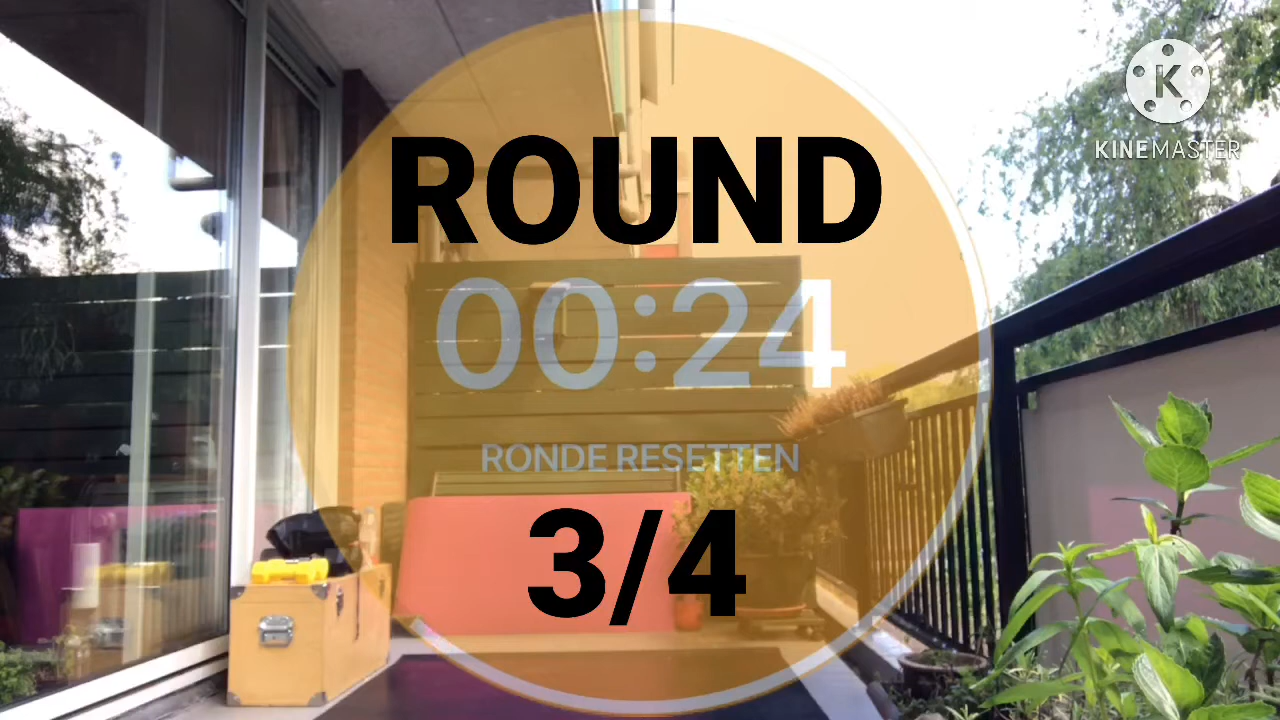 ROUND
00:24
RONDE RESETTEN
3/4
K
KINEMASTER